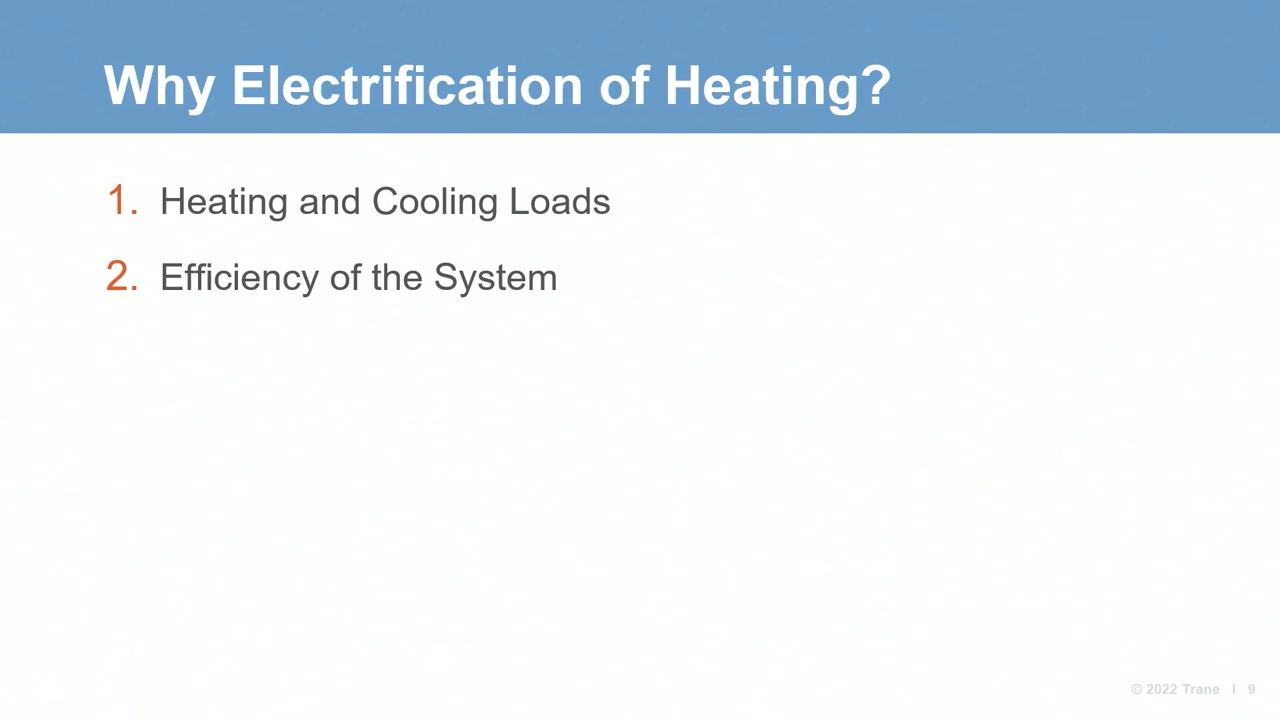 Why Electrification of Heating?
1. Heating and Cooling Loads
2. Efficiency of the System
© 2022 Trane I 9